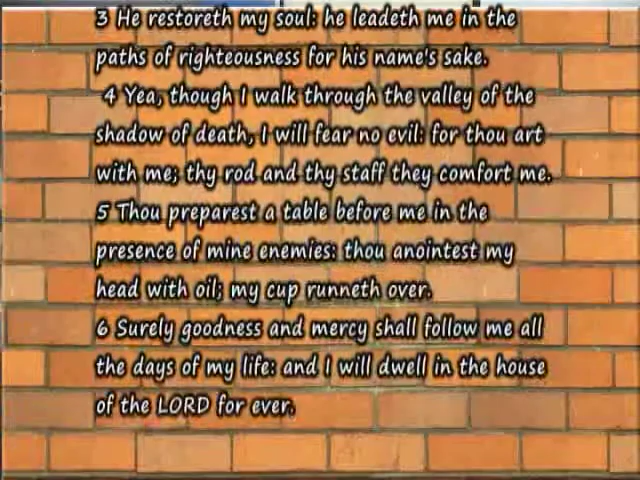 3 He restoreth my soul: he leadeth me in the
paths of righteousness for his name's sake.
4 Yea, though I walk through the valley of the
shadow of death, I will fear no evil: for thou art
with me; thy rod and thy staff they comfort me.
5 Thou preparest a table before me in the
presence of mine enemies: thou anointest my
head with oil; my cup runneth over.
6 Surely goodness and mercy shall follow me all
the days of my life: and I will dwell in the house
of the LORD for ever.